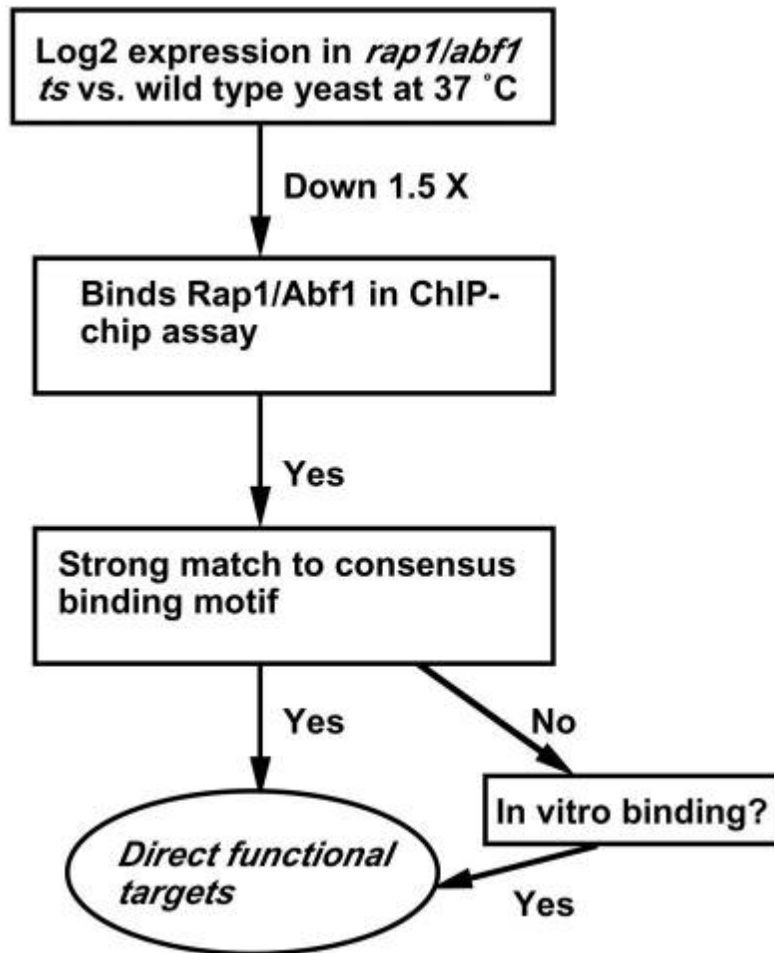 Log2 expression in rap1/abf1
ts vs. wild type yeast at 37 °C
Down 1.5 X
Binds Rap1/Abf1 in ChIP-
chip assay
Yes
Strong match to consensus
binding motif
Yes
No
In vitro binding?
Direct functional
targets
Yes